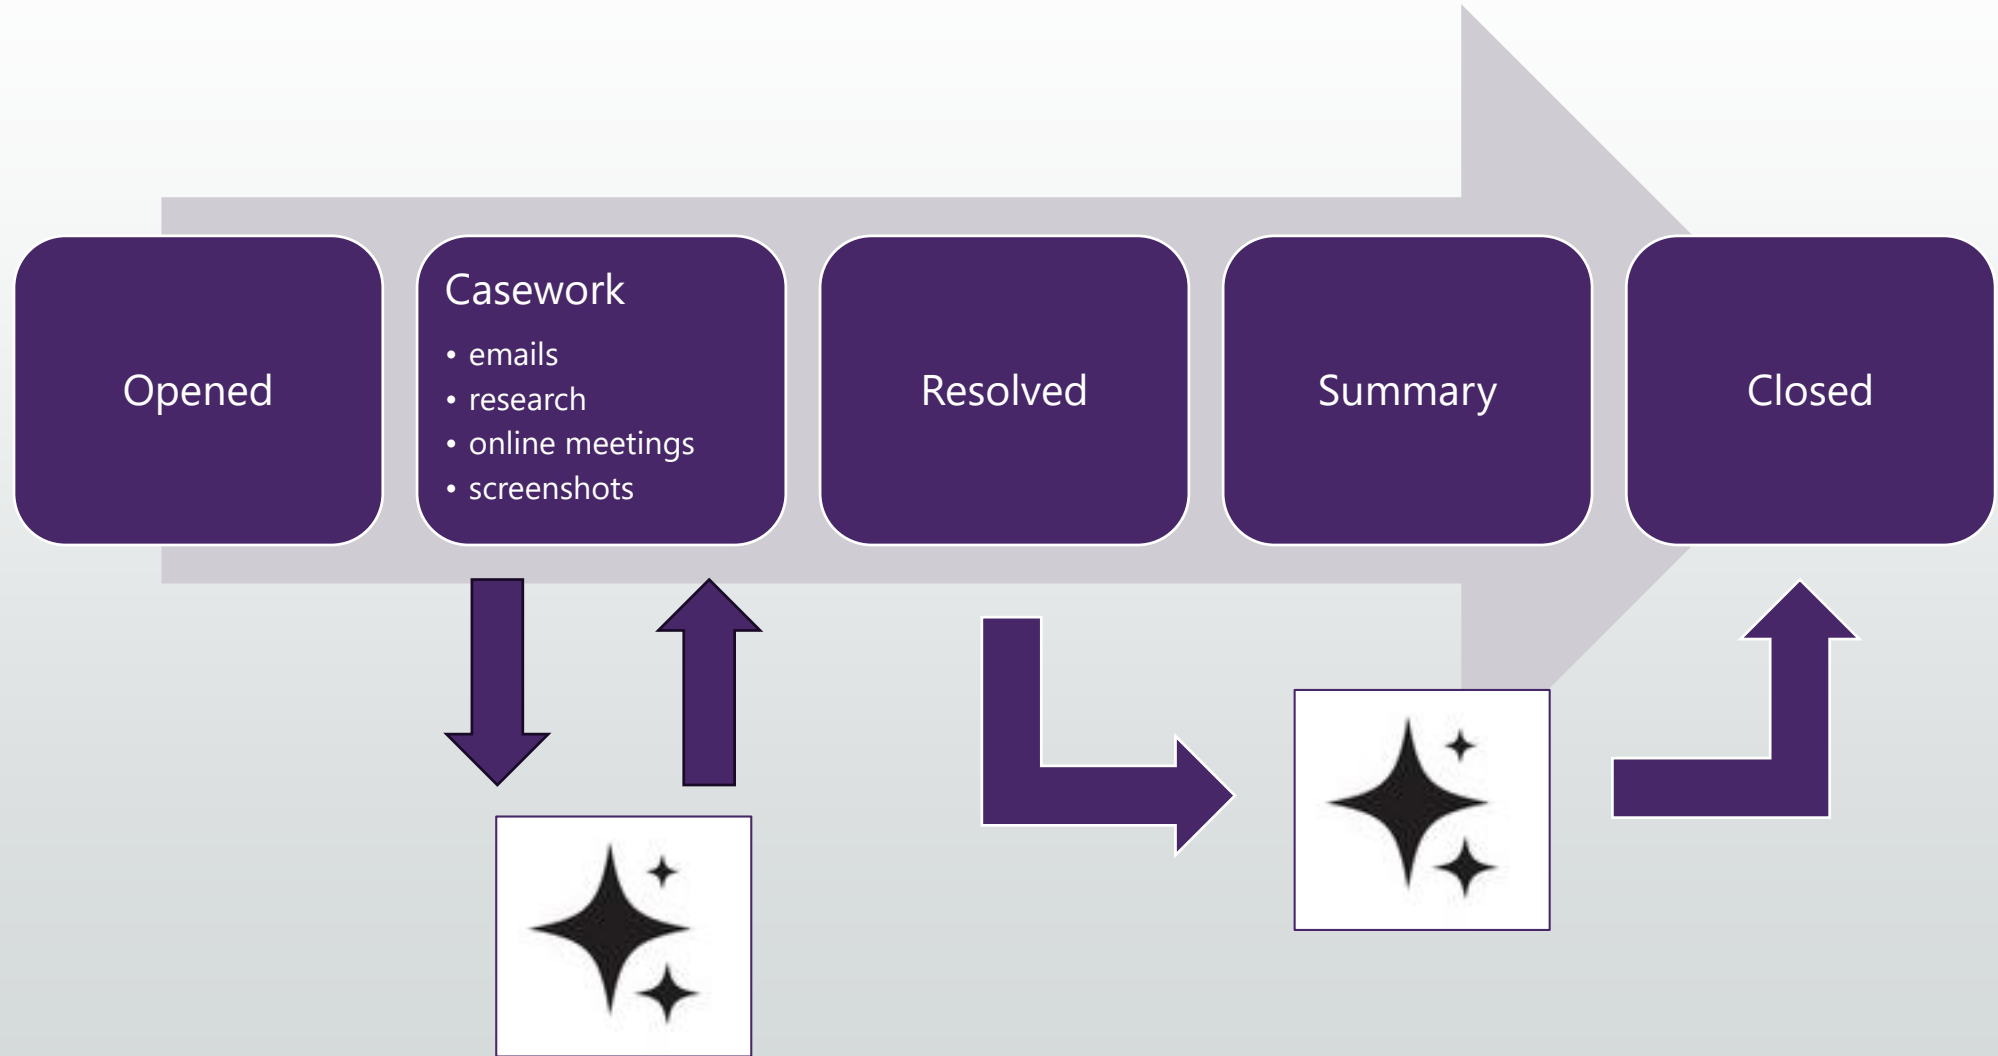 Opened
Casework
• emails
• research
• online meetings
• screenshots
Resolved
Summary
Closed